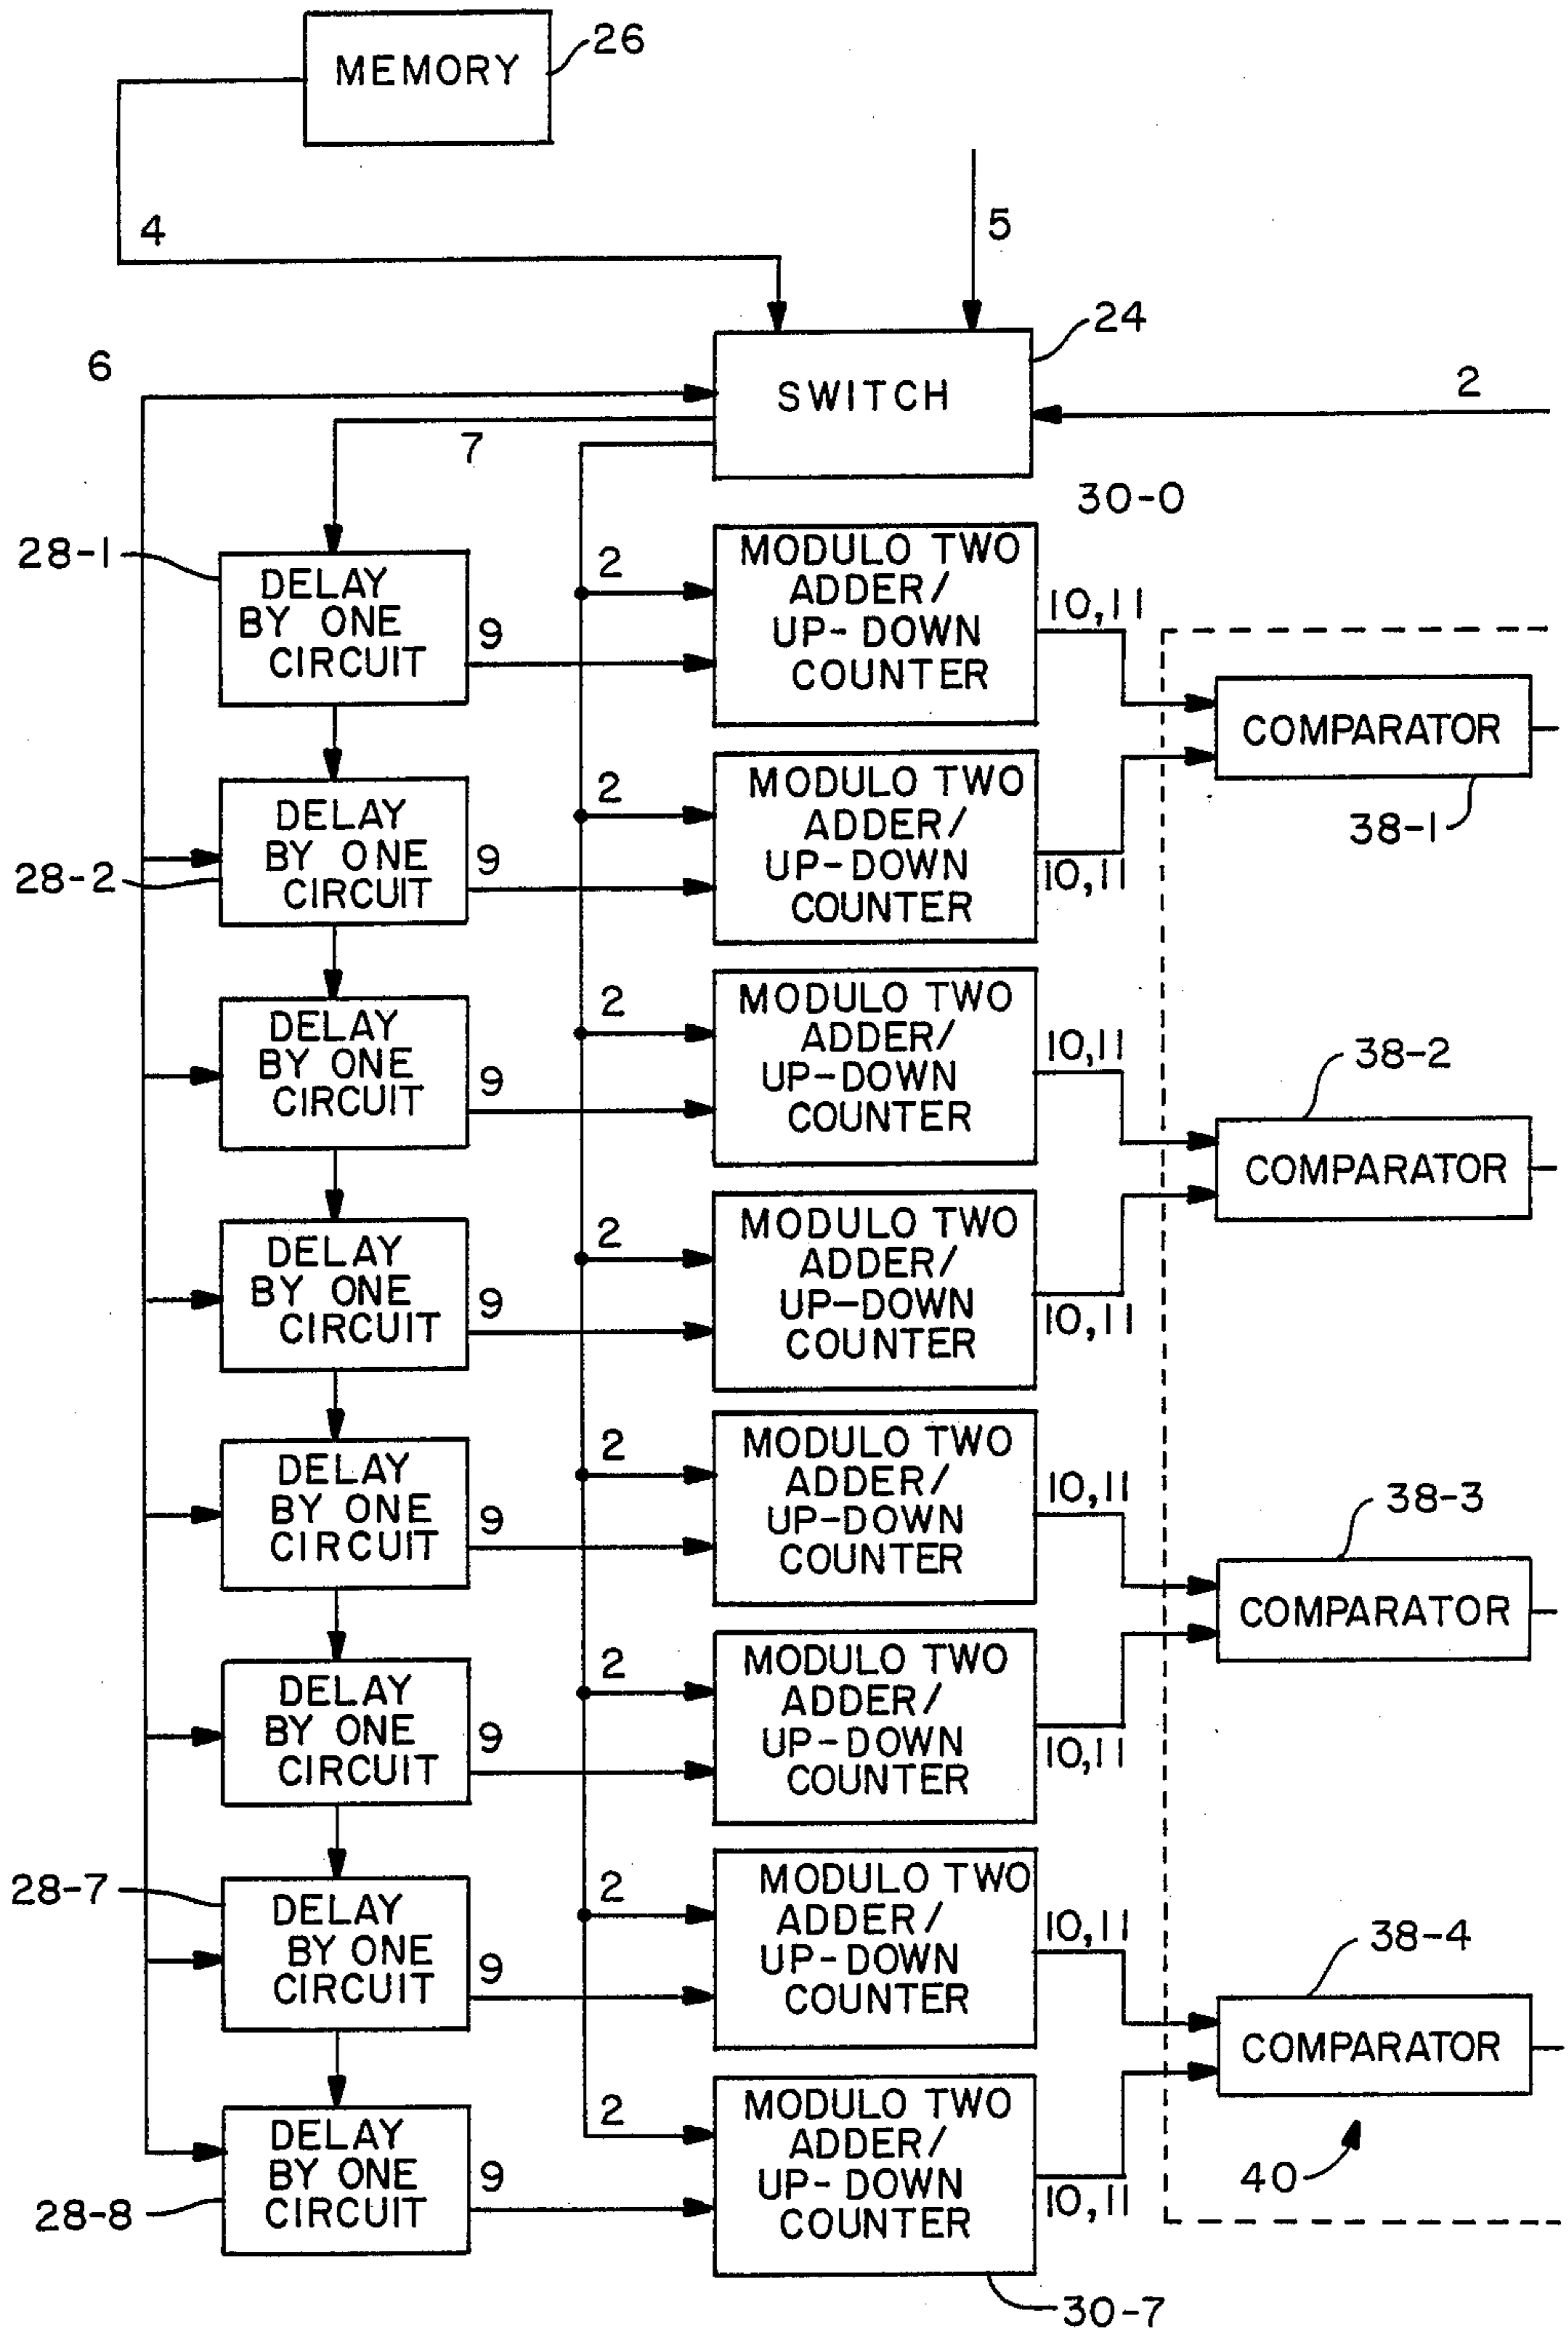 MEMORY
26
4
5
24
6
SWITCH
2
7
30-0
28-1
DELAY
BY ONE
CIRCUIT
9
2
MODULO TWO
ADDER/
UP-DOWN
COUNTER
10,11
COMPARATOR
38-1
28-2
DELAY
BY ONE
CIRCUIT
9
2
MODULO TWO
ADDER/
UP-DOWN
COUNTER
10,11
DELAY
BY ONE
CIRCUIT
9
2
MODULO TWO
ADDER/
UP-DOWN
COUNTER
10,11
38-2
COMPARATOR
DELAY
BY ONE
CIRCUIT
9
2
MODULO TWO
ADDER/
UP-DOWN
COUNTER
10,11
DELAY
BY ONE
CIRCUIT
9
2
MODULO TWO
ADDER/
UP-DOWN
COUNTER
10,11
38-3
COMPARATOR
DELAY
BY ONE
CIRCUIT
9
2
MODULO TWO
ADDER/
UP-DOWN
COUNTER
10,11
28-7
DELAY
BY ONE
CIRCUIT
9
2
MODULO TWO
ADDER/
UP-DOWN
COUNTER
10,11
38-4
COMPARATOR
28-8
DELAY
BY ONE
CIRCUIT
9
2
MODULO TWO
ADDER/
UP-DOWN
COUNTER
10,11
40
30-7